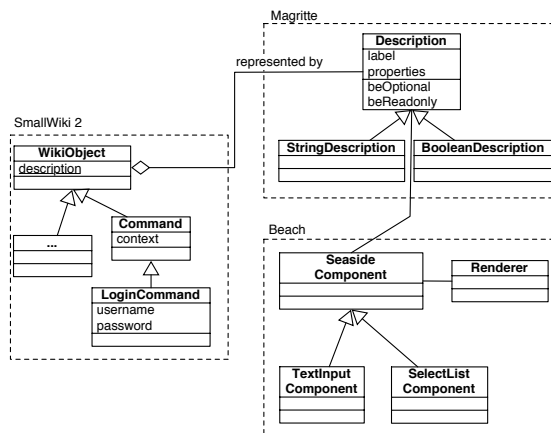 Magritte
Description
label
properties
beOptional
beReadonly
represented by
StringDescription
BooleanDescription
SmallWiki 2
WikiObject
description
...
Command
context
LoginCommand
username
password
Beach
Seaside
Component
Renderer
TextInput
Component
SelectList
Component